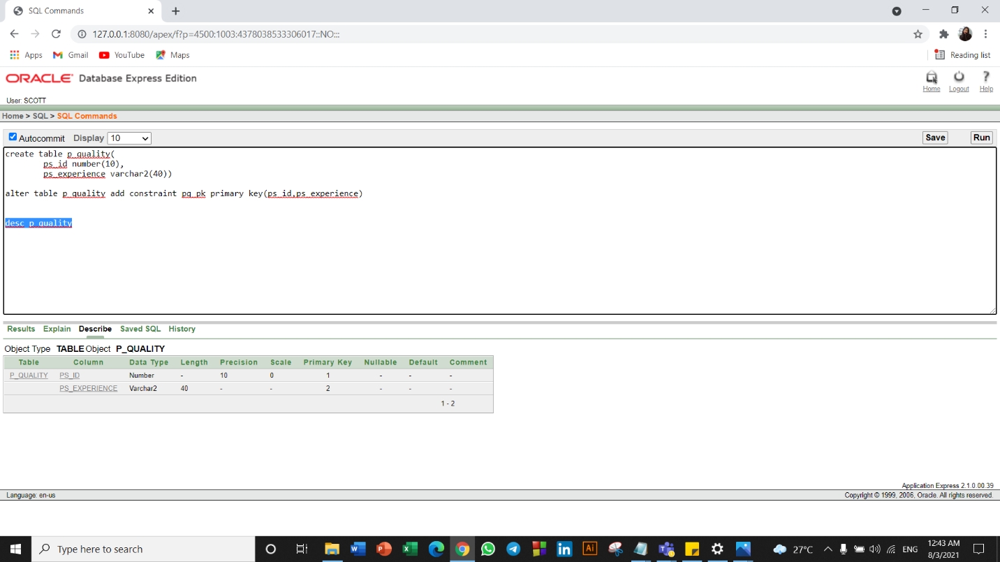 SQL Commands
127.0.0.1:8080/apex/f?p=4500:1003:4378038533306017::NO:::
Apps Gmail YouTube Maps Reading list
ORACLE Database Express Edition
Home Logout Help
User: SCOTT
Home > SQL > SQL Commands
Autocommit Display 10 Save Run
create table p_quality(
ps_id number(10),
ps_experience varchar2(40))
alter table p_quality add constraint pq_pk primary key(ps_id,ps_experience)
desc p_quality
Results Explain Describe Saved SQL History
Object Type TABLE Object P_QUALITY
Table Column Data Type Length Precision Scale Primary Key Nullable Default Comment
P_QUALITY PS_ID Number - 10 0 1 - - -
PS_EXPERIENCE Varchar2 40 - - 2 - - -
1 - 2
Application Express 2.1.0.00.39
Language: en-us Copyright © 1999, 2006, Oracle. All rights reserved.
Type here to search 27°C ENG 12:43 AM
8/3/2021